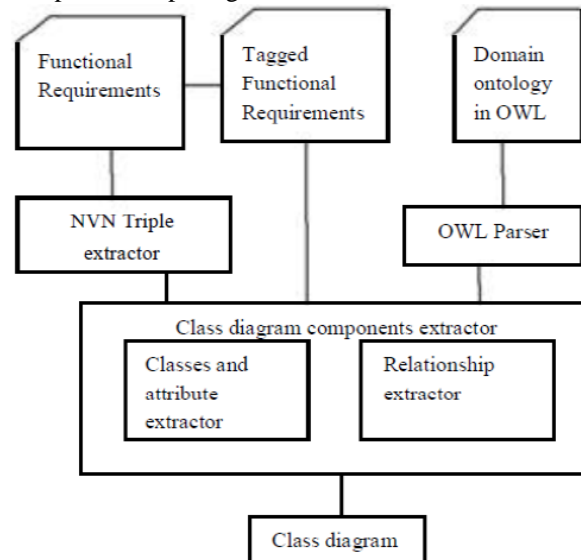 Functional
Requirements
Tagged
Functional
Requirements
Domain
ontology
in OWL
NVN Triple
extractor
OWL Parser
Class diagram components extractor
Classes and
attribute
extractor
Relationship
extractor
Class diagram